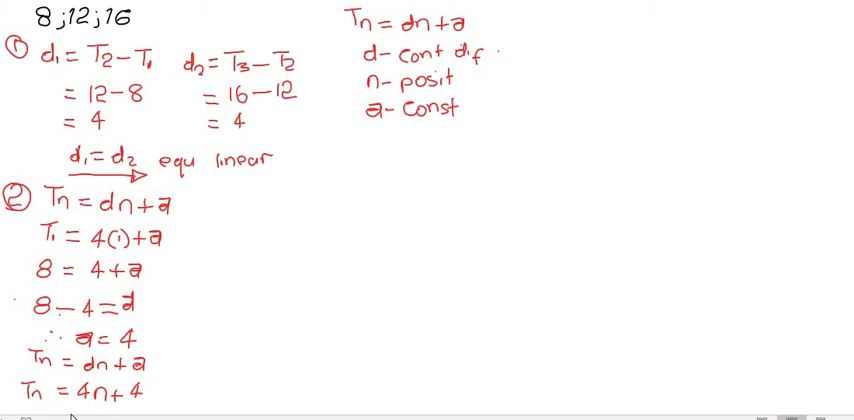 8 ; 12 ; 16
① d₁ = T₂ − T₁
= 12 − 8
= 4
d₂ = T₃ − T₂
= 16 − 12
= 4
d₁ = d₂ equ linear
② Tn = dn + a
T₁ = 4(1) + a
8 = 4 + a
8 − 4 = a
∴ a = 4
Tn = dn + a
Tn = 4n + 4
Tn = dn + a
d – cont dif
n – posit
a – const